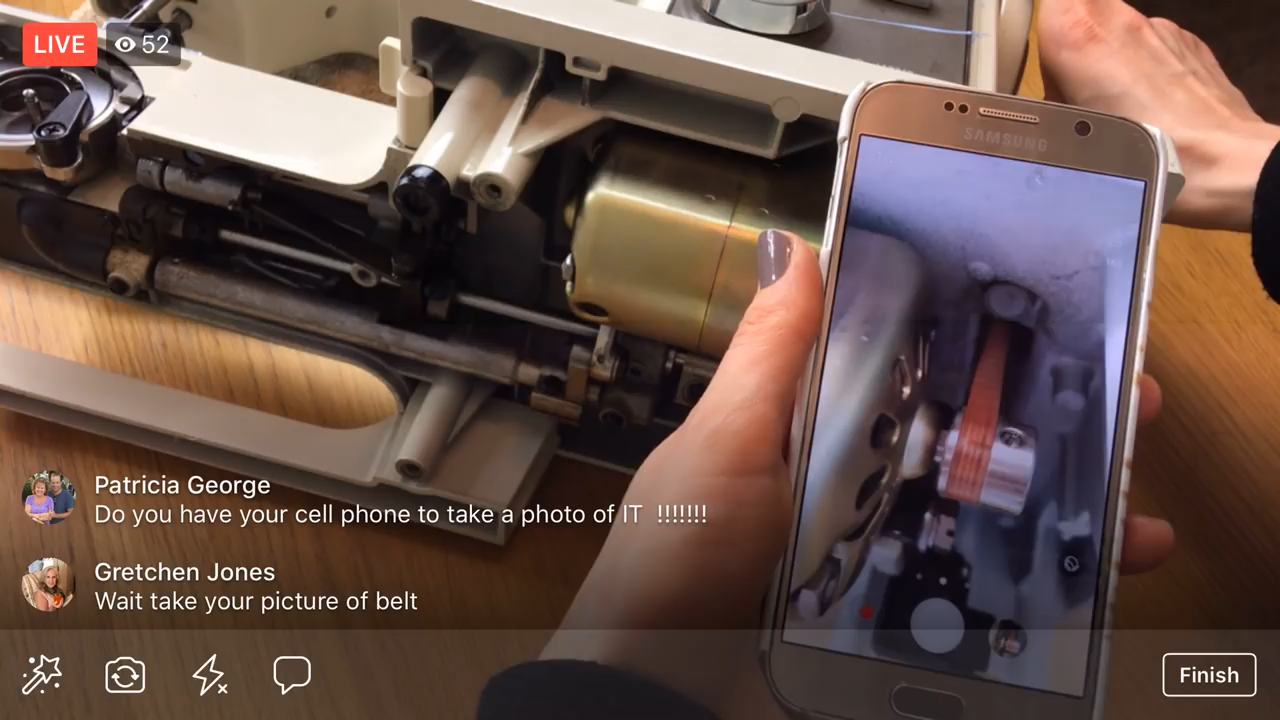 LIVE 52
SAMSUNG
Patricia George
Do you have your cell phone to take a photo of IT !!!!!!!
Gretchen Jones
Wait take your picture of belt
Finish